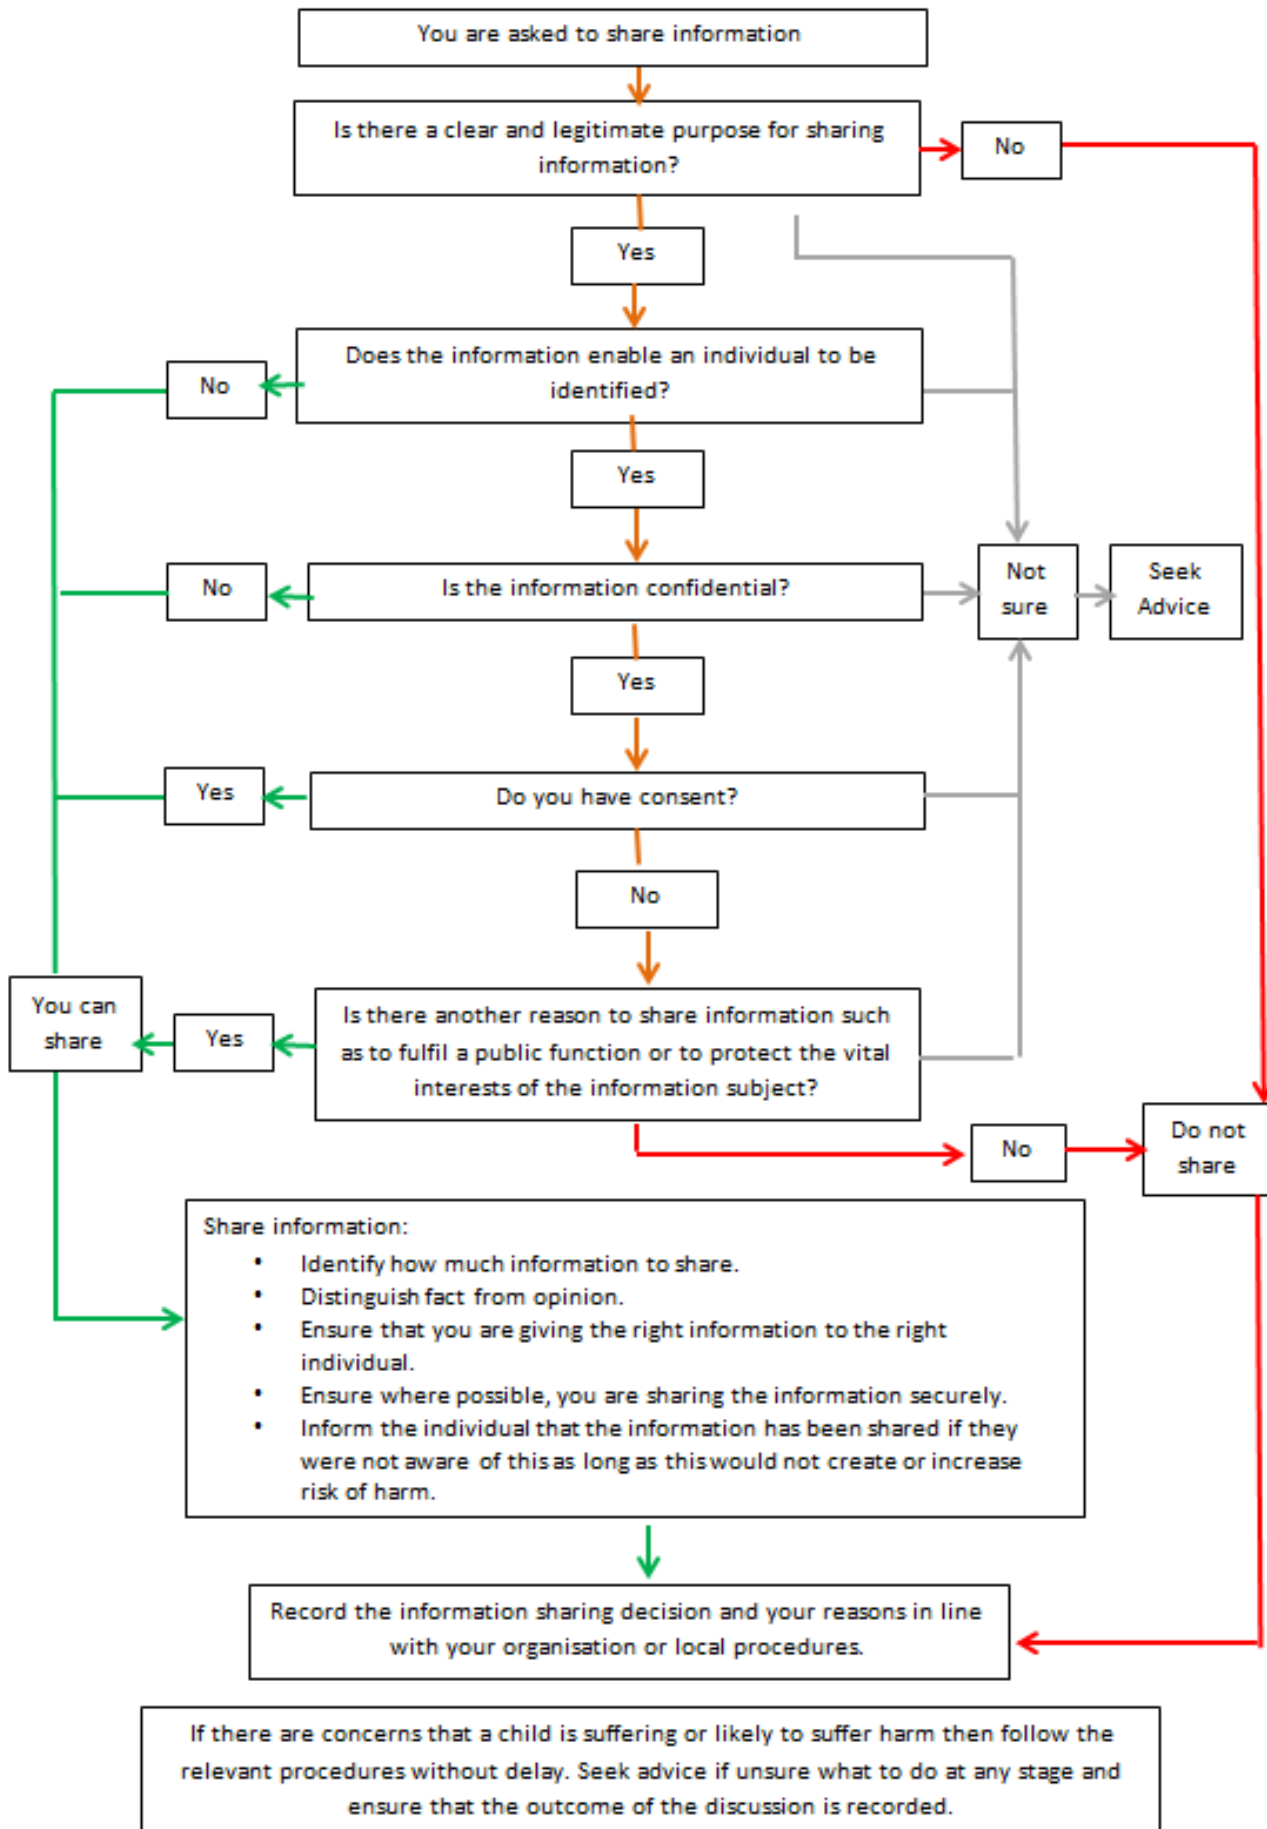 You are asked to share information
Is there a clear and legitimate purpose for sharing
information?
No
Yes
Does the information enable an individual to be
identified?
No
Yes
Is the information confidential?
No
Not
sure
Seek
Advice
Yes
Do you have consent?
Yes
No
Is there another reason to share information such
as to fulfil a public function or to protect the vital
interests of the information subject?
Yes
You can
share
No
Do not
share
Share information:
• Identify how much information to share.
• Distinguish fact from opinion.
• Ensure that you are giving the right information to the right
individual.
• Ensure where possible, you are sharing the information securely.
• Inform the individual that the information has been shared if they
were not aware of this as long as this would not create or increase
risk of harm.
Record the information sharing decision and your reasons in line
with your organisation or local procedures.
If there are concerns that a child is suffering or likely to suffer harm then follow the
relevant procedures without delay. Seek advice if unsure what to do at any stage and
ensure that the outcome of the discussion is recorded.